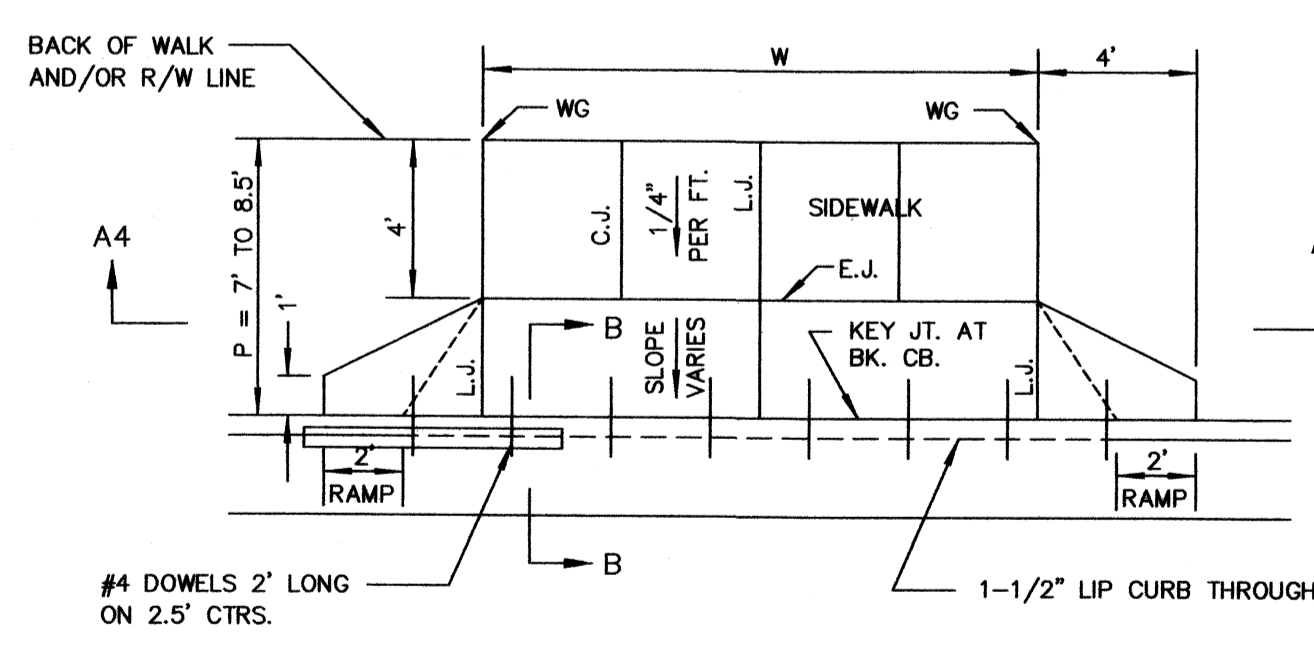 BACK OF WALK
AND/OR R/W LINE
W
4'
WG
WG
P = 7' TO 8.5'
4'
C.J.
1/4"
PER FT.
L.J.
SIDEWALK
A4
1'
E.J.
B
SLOPE
VARIES
L.J.
KEY JT. AT
BK. CB.
L.J.
2'
RAMP
2'
RAMP
B
#4 DOWELS 2' LONG
ON 2.5' CTRS.
1-1/2" LIP CURB THROUGH